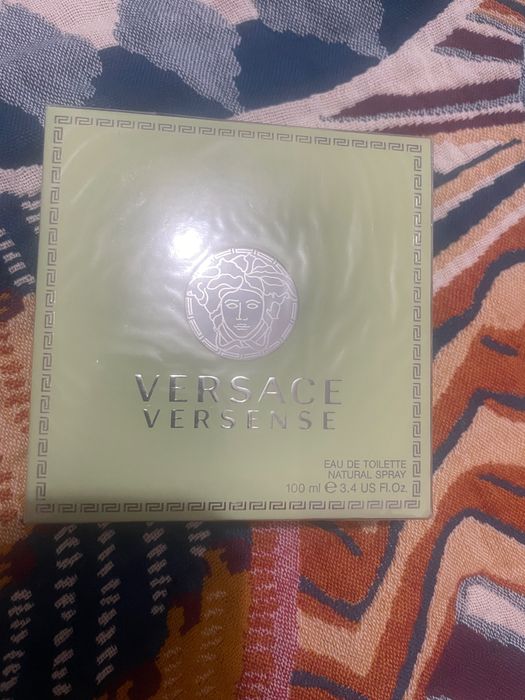 VERSACE
VERSENSE
EAU DE TOILETTE
NATURAL SPRAY
100 ml ℮ 3.4 US Fl.Oz.